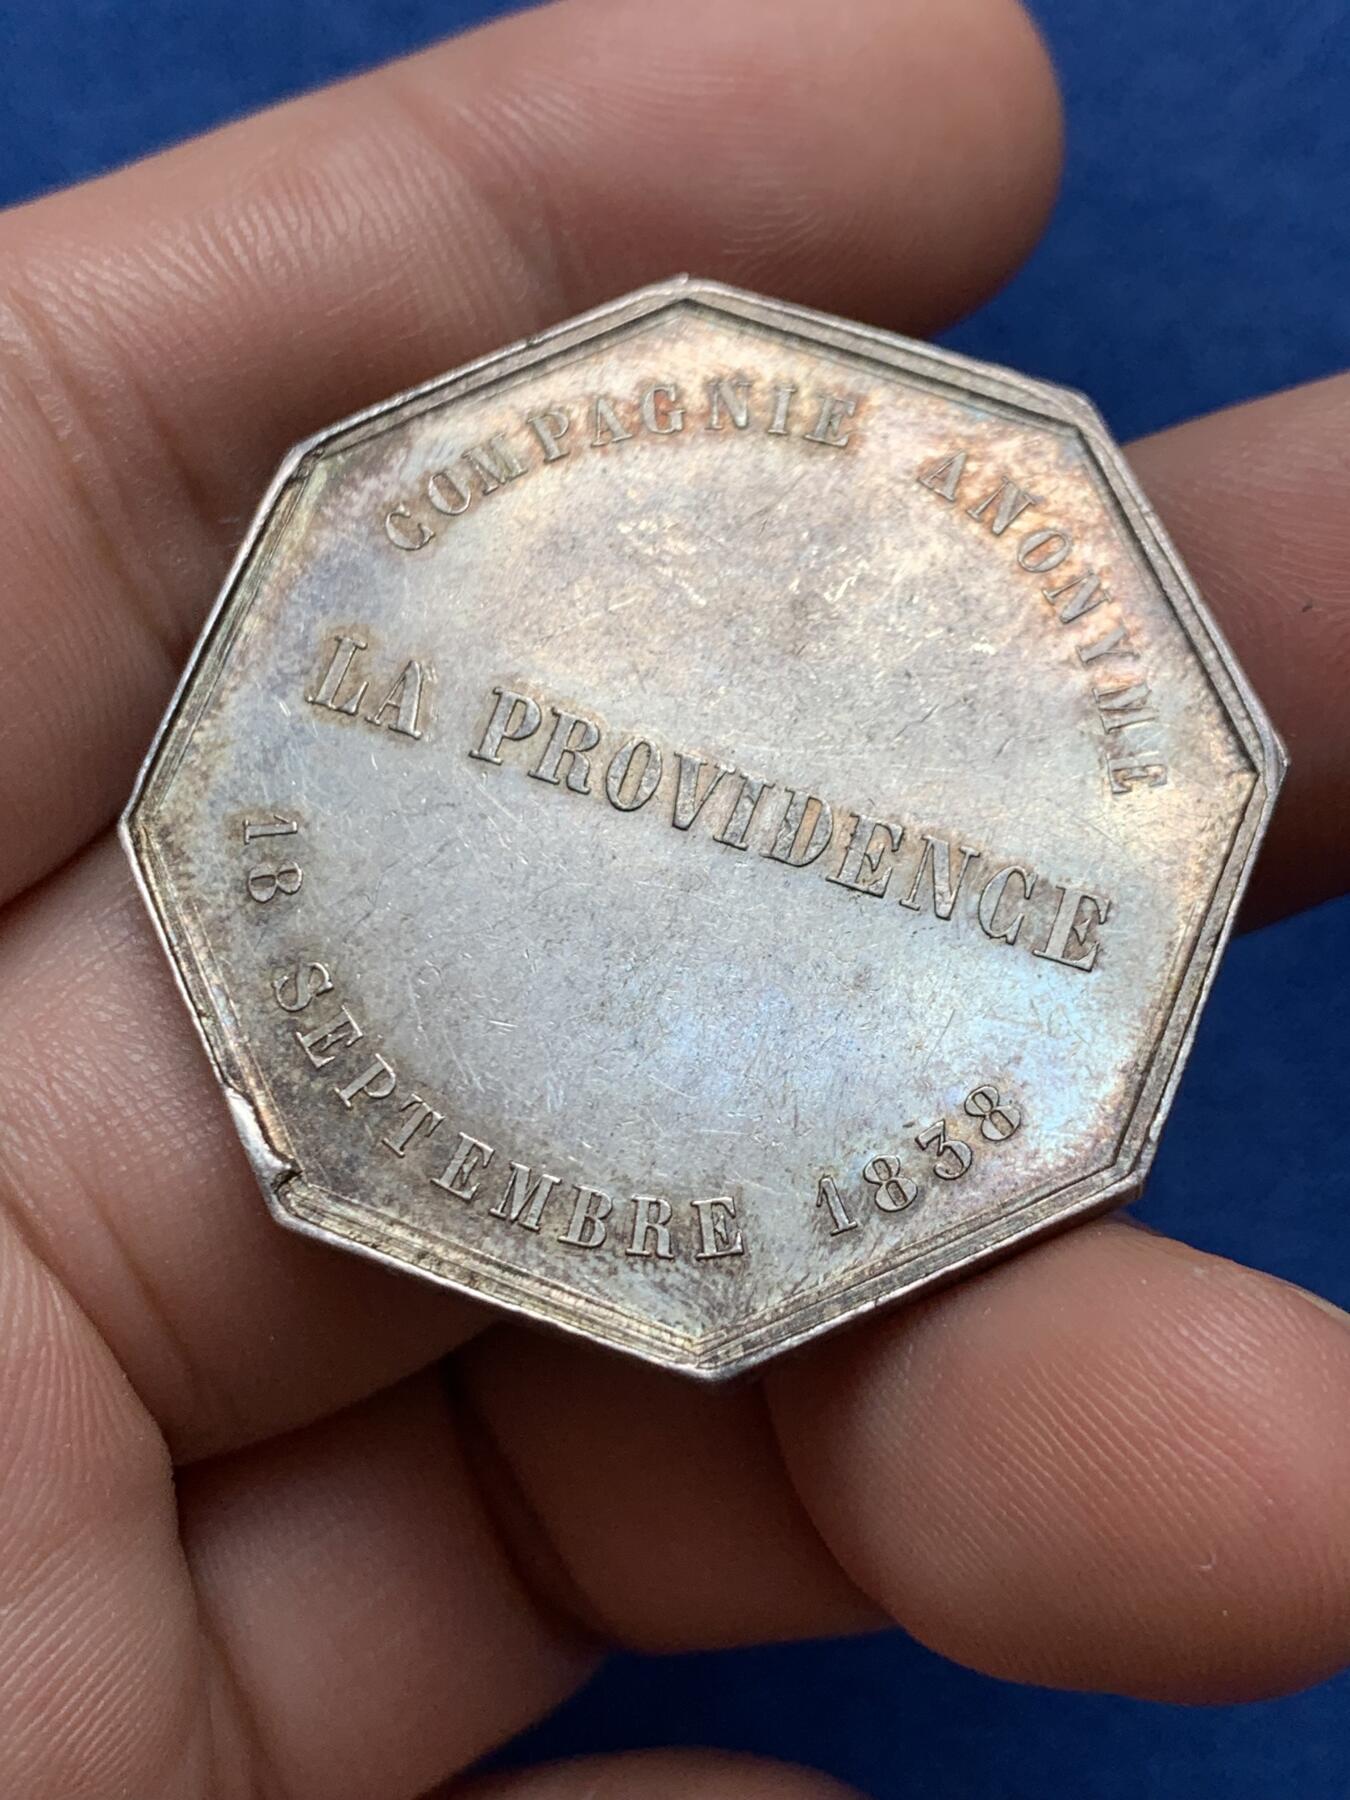 COMPAGNIE ANONYME
LA PROVIDENCE
18 SEPTEMBRE 1838